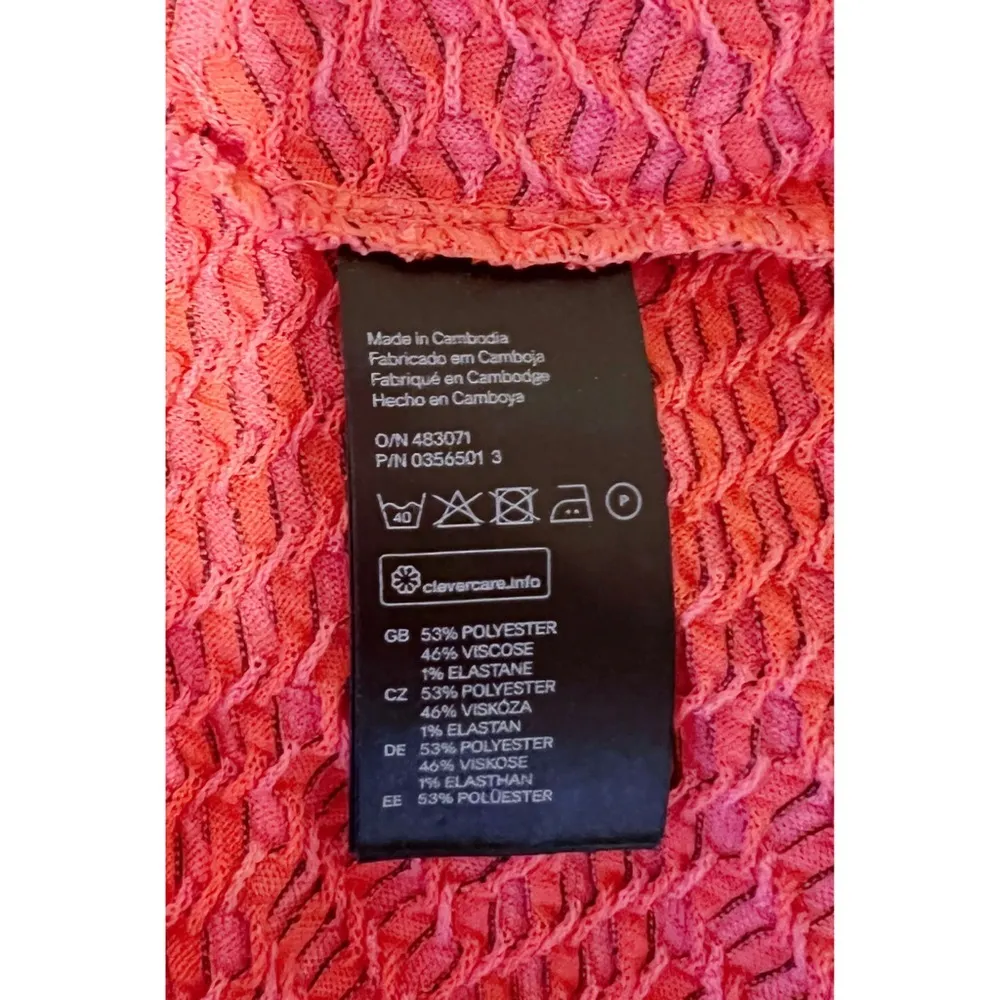 Made in Cambodia
Fabricado em Camboja
Fabriqué en Cambodge
Hecho en Camboya
O/N 483071
P/N 0356501 3
40 P
clevercare.info
GB 53% POLYESTER
46% VISCOSE
1% ELASTANE
CZ 53% POLYESTER
46% VISKÓZA
1% ELASTAN
DE 53% POLYESTER
46% VISKOSE
1% ELASTHAN
EE 53% POLÜESTER